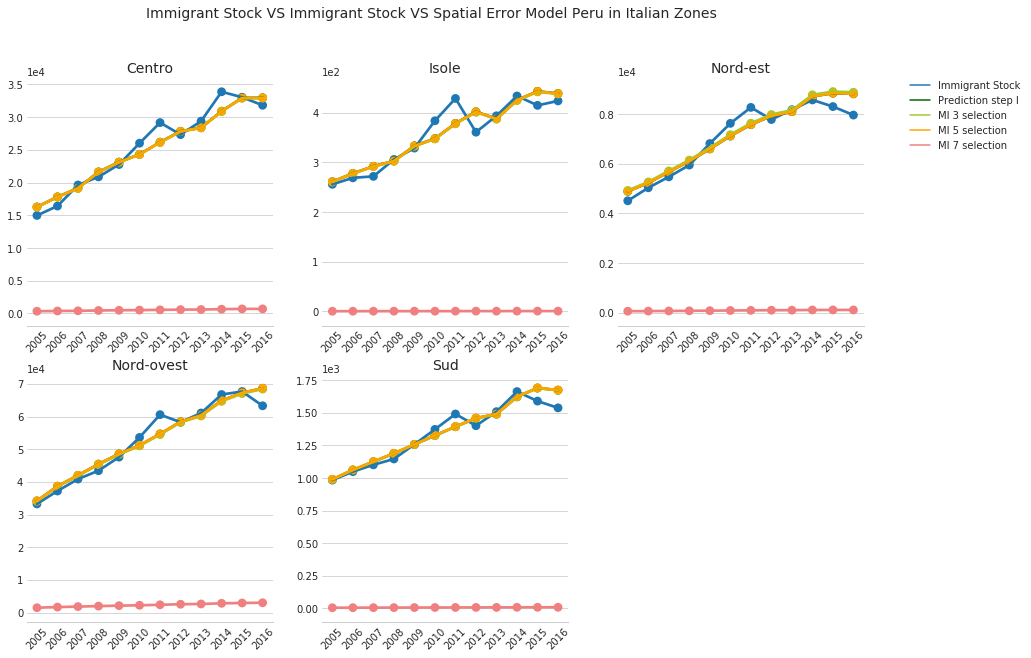 Immigrant Stock VS Immigrant Stock VS Spatial Error Model Peru in Italian Zones
Centro
1e4
3.5
3.0
2.5
2.0
1.5
1.0
0.5
0.0
2005 2006 2007 2008 2009 2010 2011 2012 2013 2014 2015 2016
Isole
1e2
4
3
2
1
0
2005 2006 2007 2008 2009 2010 2011 2012 2013 2014 2015 2016
Nord-est
1e4
0.8
0.6
0.4
0.2
0.0
2005 2006 2007 2008 2009 2010 2011 2012 2013 2014 2015 2016
Immigrant Stock
Prediction step I
MI 3 selection
MI 5 selection
MI 7 selection
Nord-ovest
1e4
7
6
5
4
3
2
1
0
2005 2006 2007 2008 2009 2010 2011 2012 2013 2014 2015 2016
Sud
1e3
1.75
1.50
1.25
1.00
0.75
0.50
0.25
0.00
2005 2006 2007 2008 2009 2010 2011 2012 2013 2014 2015 2016